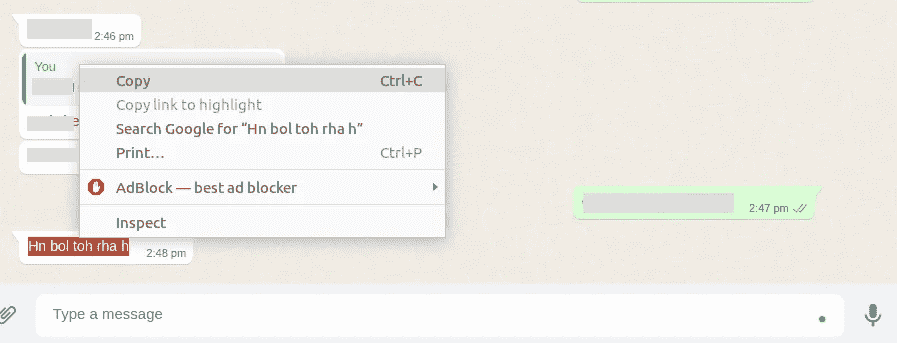 2:46 pm
You
Copy Ctrl+C
Copy link to highlight
Search Google for “Hn bol toh rha h”
Print… Ctrl+P
AdBlock — best ad blocker
2:47 pm
Inspect
Hn bol toh rha h 2:48 pm
Type a message